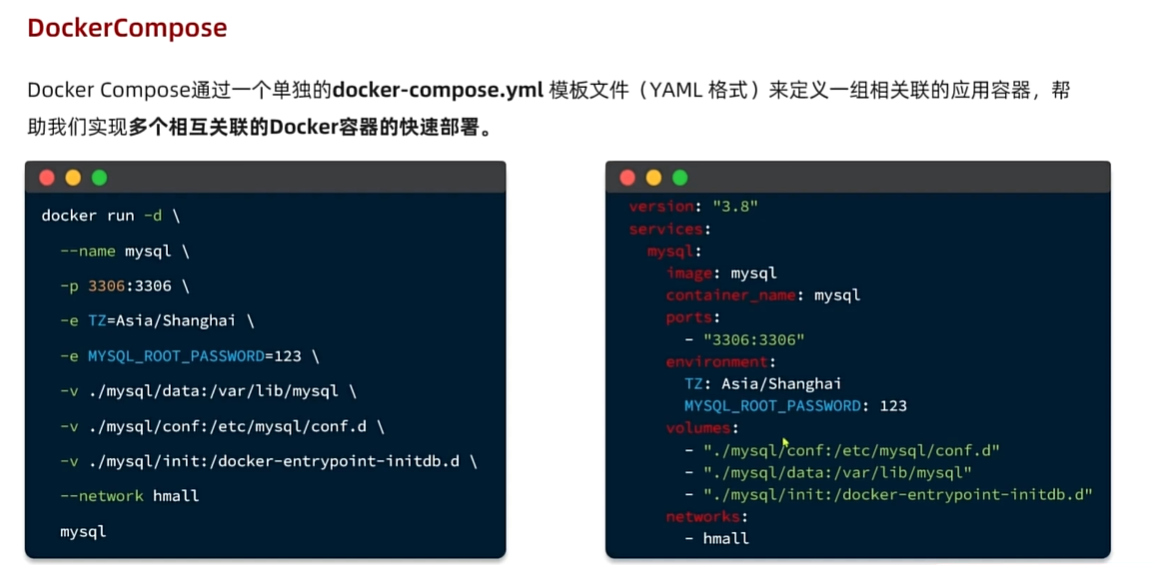 DockerCompose
Docker Compose通过一个单独的docker-compose.yml 模板文件（YAML 格式）来定义一组相关联的应用容器，帮
助我们实现多个相互关联的Docker容器的快速部署。
docker run -d \
--name mysql \
-p 3306:3306 \
-e TZ=Asia/Shanghai \
-e MYSQL_ROOT_PASSWORD=123 \
-v ./mysql/data:/var/lib/mysql \
-v ./mysql/conf:/etc/mysql/conf.d \
-v ./mysql/init:/docker-entrypoint-initdb.d \
--network hmall
mysql
version: "3.8"
services:
mysql:
image: mysql
container_name: mysql
ports:
- "3306:3306"
environment:
TZ: Asia/Shanghai
MYSQL_ROOT_PASSWORD: 123
volumes:
- "./mysql/conf:/etc/mysql/conf.d"
- "./mysql/data:/var/lib/mysql"
- "./mysql/init:/docker-entrypoint-initdb.d"
networks:
- hmall